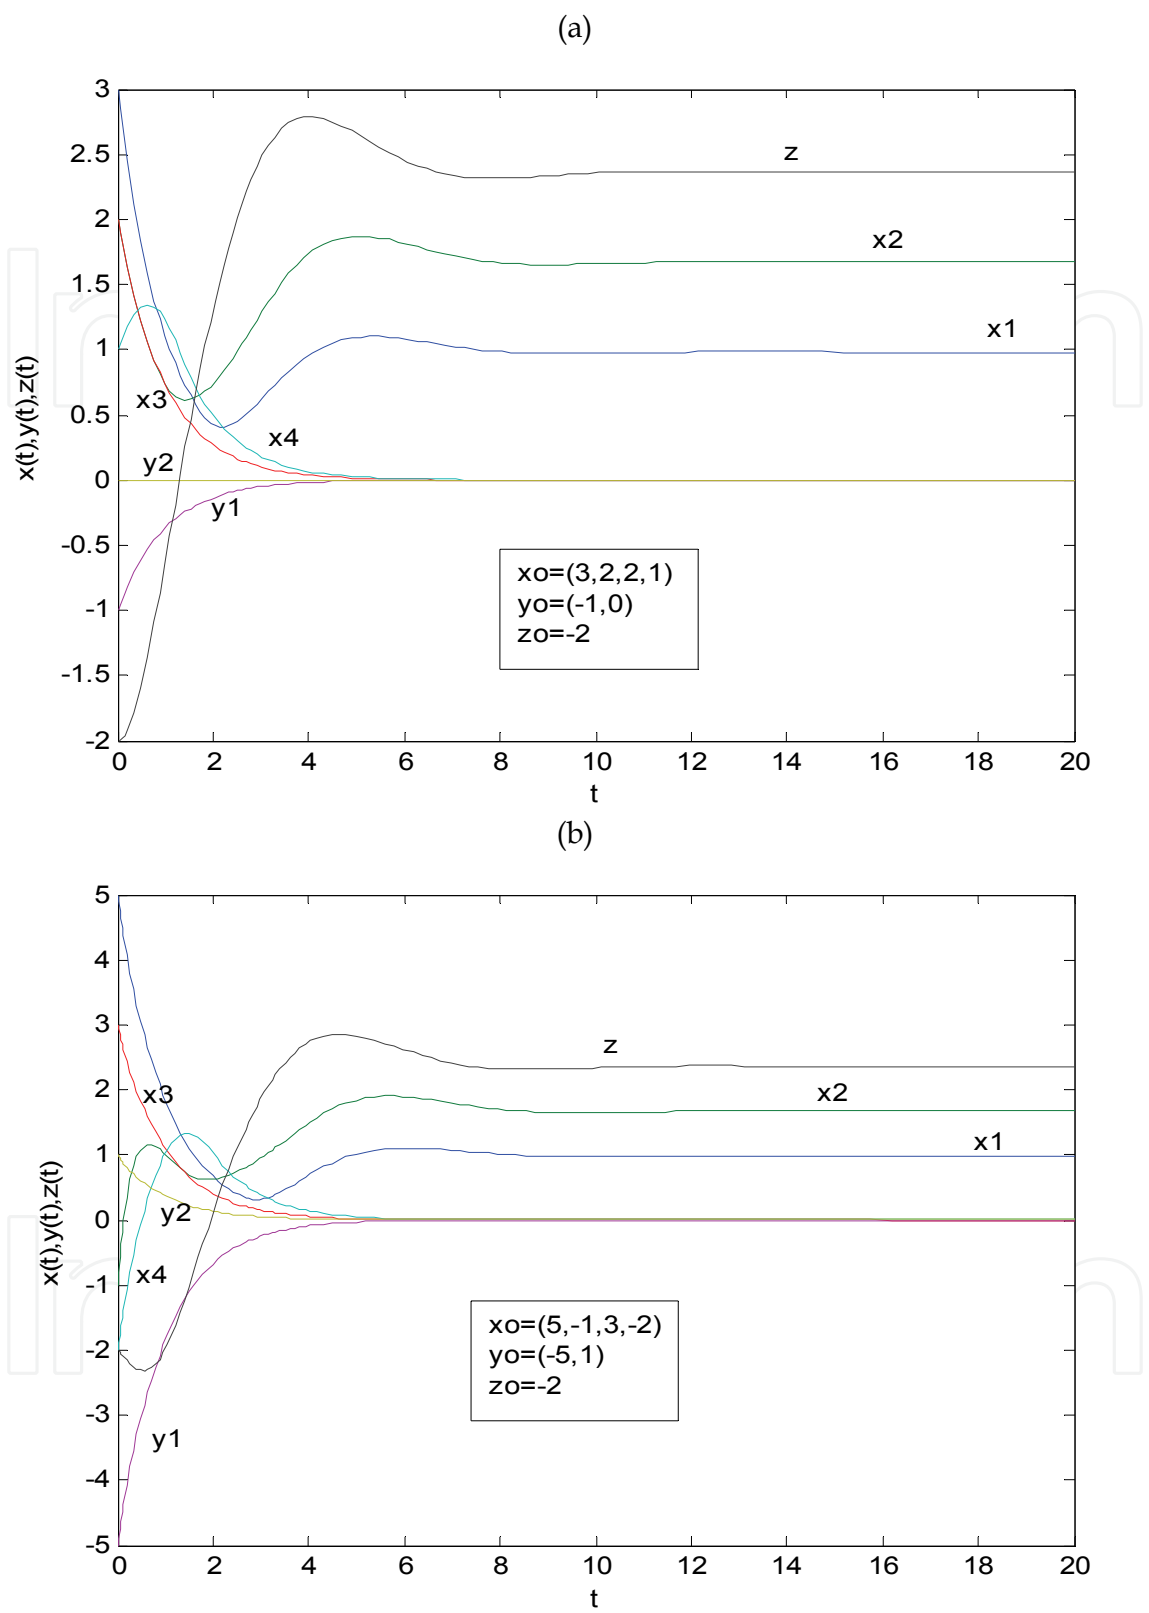 (a)
3
2.5
2
1.5
1
0.5
0
-0.5
-1
-1.5
-2
x(t),y(t),z(t)
z
x2
x1
x3
x4
y2
y1
xo=(3,2,2,1)
yo=(-1,0)
zo=-2
0 2 4 6 8 10 12 14 16 18 20
t
(b)
5
4
3
2
1
0
-1
-2
-3
-4
-5
x(t),y(t),z(t)
z
x3
x2
x1
y2
x4
y1
xo=(5,-1,3,-2)
yo=(-5,1)
zo=-2
0 2 4 6 8 10 12 14 16 18 20
t